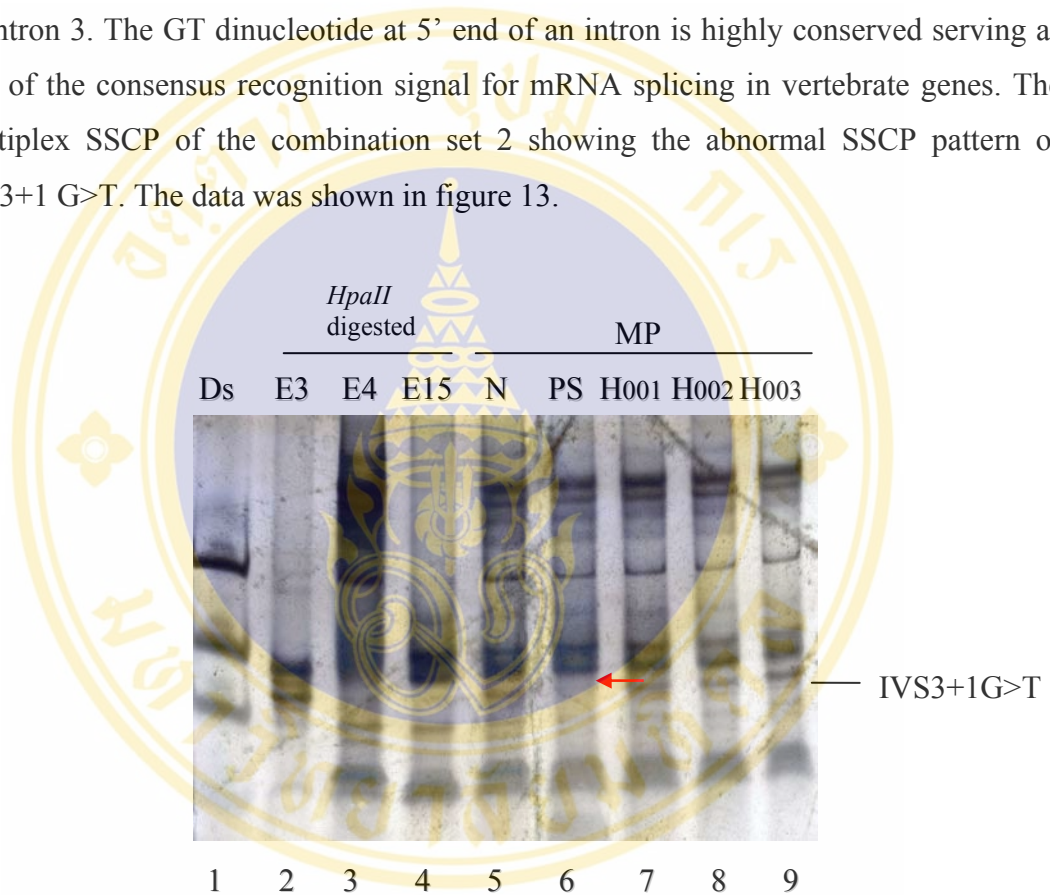 ntron 3. The GT dinucleotide at 5’ end of an intron is highly conserved serving a
of the consensus recognition signal for mRNA splicing in vertebrate genes. The
tiplex SSCP of the combination set 2 showing the abnormal SSCP pattern o
3+1 G>T. The data was shown in figure 13.
HpaII
digested
MP
Ds E3 E4 E15 N PS H001 H002 H003
IVS3+1G>T
1 2 3 4 5 6 7 8 9